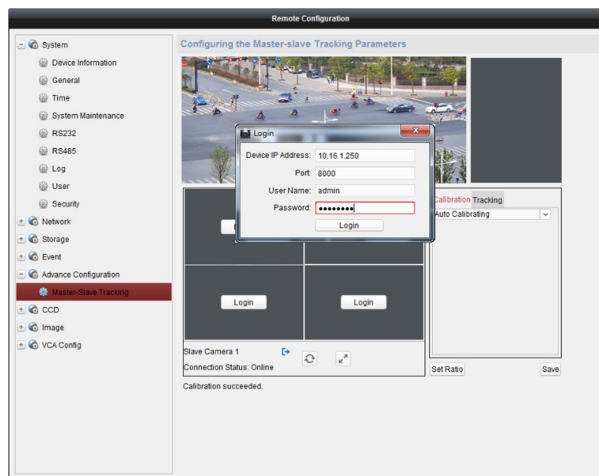 Remote Configuration
System
Device Information
General
Time
System Maintenance
RS232
RS485
Log
User
Security
Network
Storage
Event
Advance Configuration
Master-Slave Tracking
CCD
Image
VCA Config
Configuring the Master-slave Tracking Parameters
Login
Device IP Address: 10.16.1.250
Port: 8000
User Name: admin
Password: ••••••••
Login
Calibration Tracking
Auto Calibrating
Login Login
Slave Camera 1
Connection Status: Online
Set Ratio Save
Calibration succeeded.